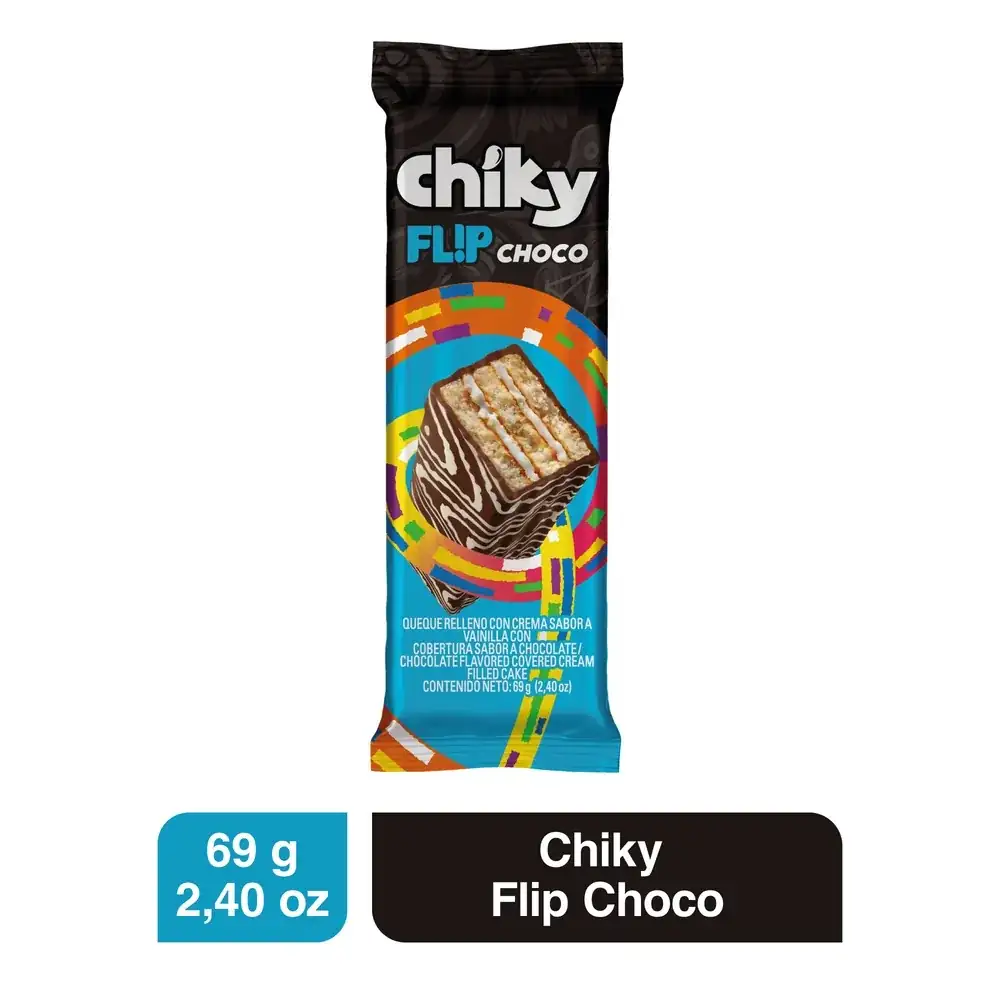 Chiky
FL!P CHOCO
QUEQUE RELLENO CON CREMA SABOR A
VAINILLA CON
COBERTURA SABOR A CHOCOLATE/
CHOCOLATE FLAVORED COVERED CREAM
FILLED CAKE
CONTENIDO NETO: 69 g (2,40 oz)
69 g
2,40 oz
Chiky
Flip Choco